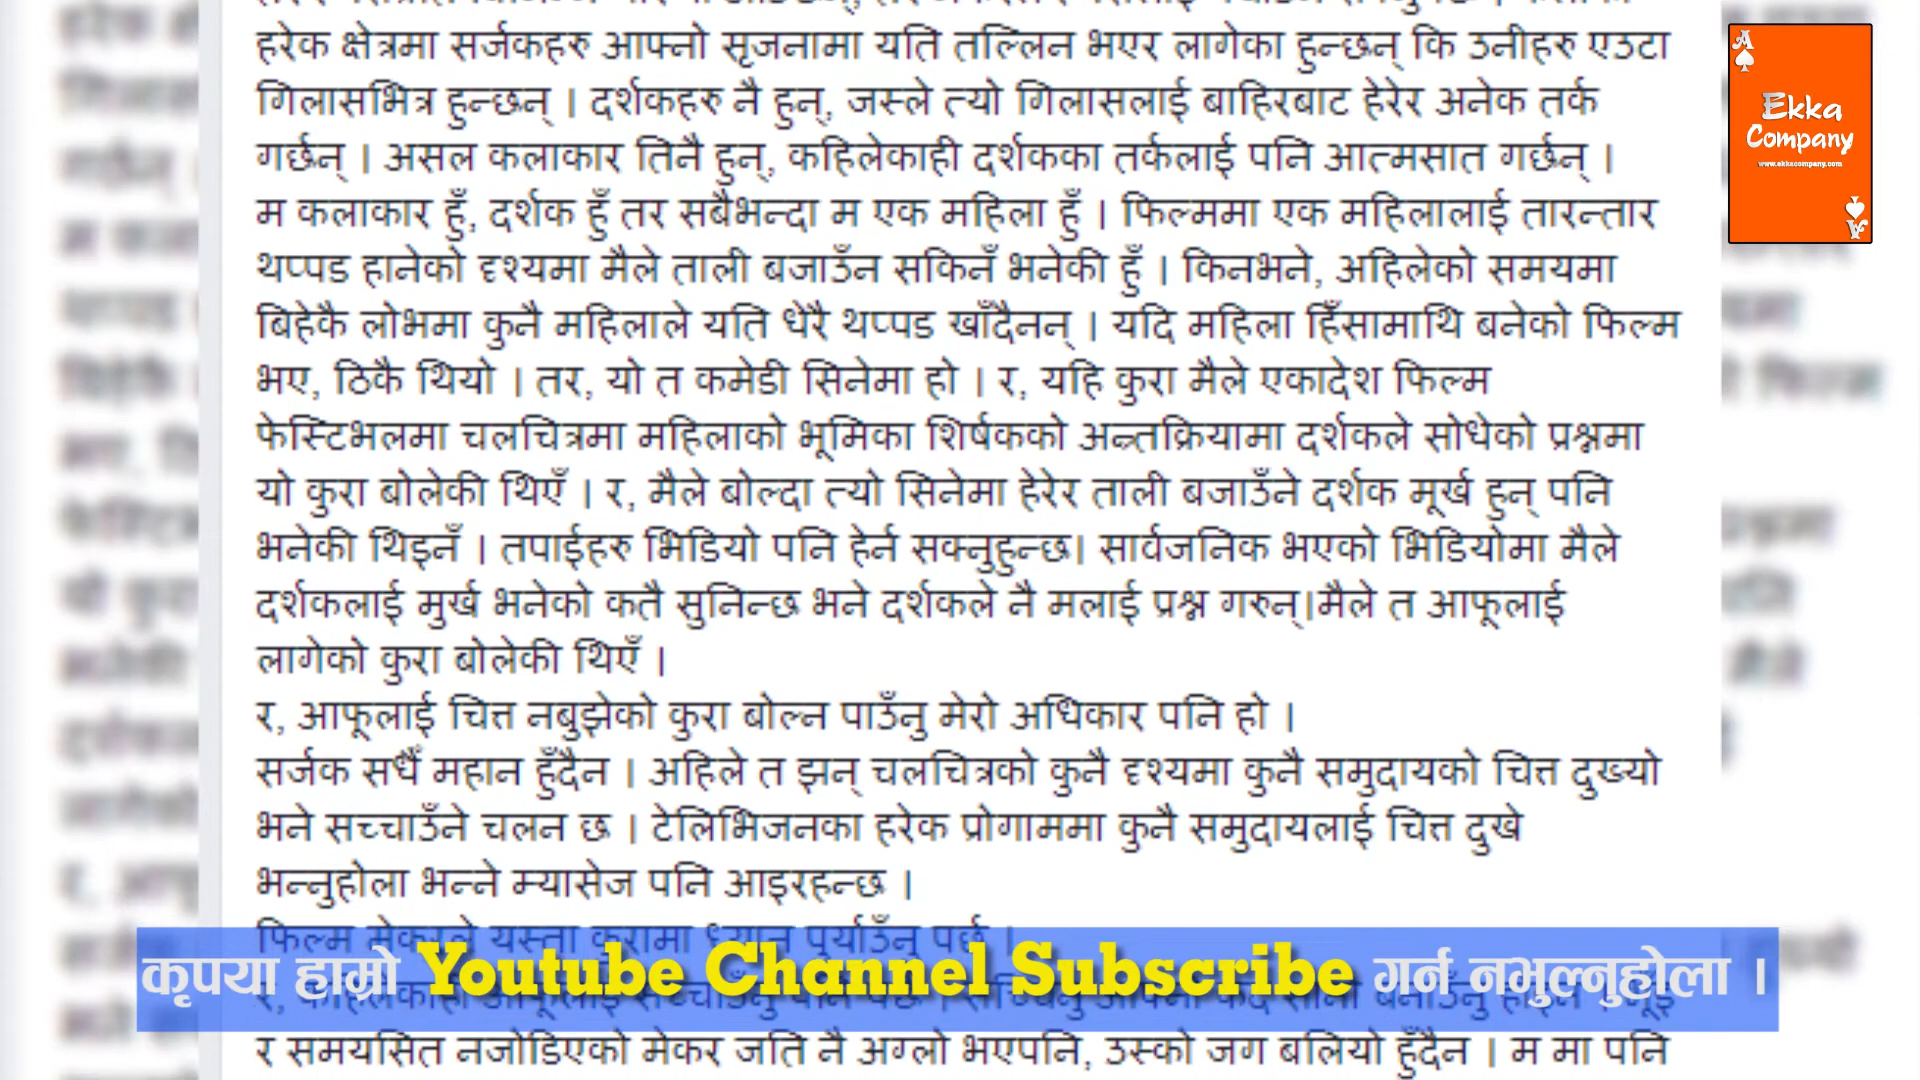 हरेक क्षेत्रमा सर्जकहरु आफ्नो सृजनामा यति तल्लिन भएर लागेका हुन्छन् कि उनीहरु एउटा
गिलासभित्र हुन्छन् । दर्शकहरु नै हुन्, जस्ले त्यो गिलासलाई बाहिरबाट हेरेर अनेक तर्क
गर्छन् । असल कलाकार तिनै हुन्, कहिलेकाही दर्शकका तर्कलाई पनि आत्मसात गर्छन् ।
म कलाकार हुँ, दर्शक हुँ तर सबैभन्दा म एक महिला हुँ । फिल्ममा एक महिलालाई तारन्तार
थप्पड हानेको दृश्यमा मैले ताली बजाउँन सकिनँ भनेकी हुँ । किनभने, अहिलेको समयमा
बिहेकै लोभमा कुनै महिलाले यति धेरै थप्पड खाँदैनन् । यदि महिला हिँसामाथि बनेको फिल्म
भए, ठिकै थियो । तर, यो त कमेडी सिनेमा हो । र, यहि कुरा मैले एकादेश फिल्म
फेस्टिभलमा चलचित्रमा महिलाको भूमिका शिर्षकको अन्तक्रियामा दर्शकले सोधेको प्रश्नमा
यो कुरा बोलेकी थिएँ । र, मैले बोल्दा त्यो सिनेमा हेरेर ताली बजाउँने दर्शक मूर्ख हुन् पनि
भनेकी थिइनँ । तपाईहरु भिडियो पनि हेर्न सक्नुहुन्छ। सार्वजनिक भएको भिडियोमा मैले
दर्शकलाई मुर्ख भनेको कतै सुनिन्छ भने दर्शकले नै मलाई प्रश्न गरुन्।मैले त आफूलाई
लागेको कुरा बोलेकी थिएँ ।
र, आफूलाई चित्त नबुझेको कुरा बोल्न पाउँनु मेरो अधिकार पनि हो ।
सर्जक सधैँ महान हुँदैन । अहिले त झन् चलचित्रको कुनै दृश्यमा कुनै समुदायको चित्त दुख्यो
भने सच्चाउँने चलन छ । टेलिभिजनका हरेक प्रोगाममा कुनै समुदायलाई चित्त दुखे
भन्नुहोला भन्ने म्यासेज पनि आइरहन्छ ।
फिल्म मेकरले यस्ता कुरामा ध्यान पुर्याउँनु पर्छ ।
कृपया हाम्रो Youtube Channel Subscribe गर्न नभुल्नुहोला ।
र समयसित नजोडिएको मेकर जति नै अग्लो भएपनि, उस्को जग बलियो हुँदैन । म मा पनि
A
Ekka
Company
www.ekkacompany.com
A